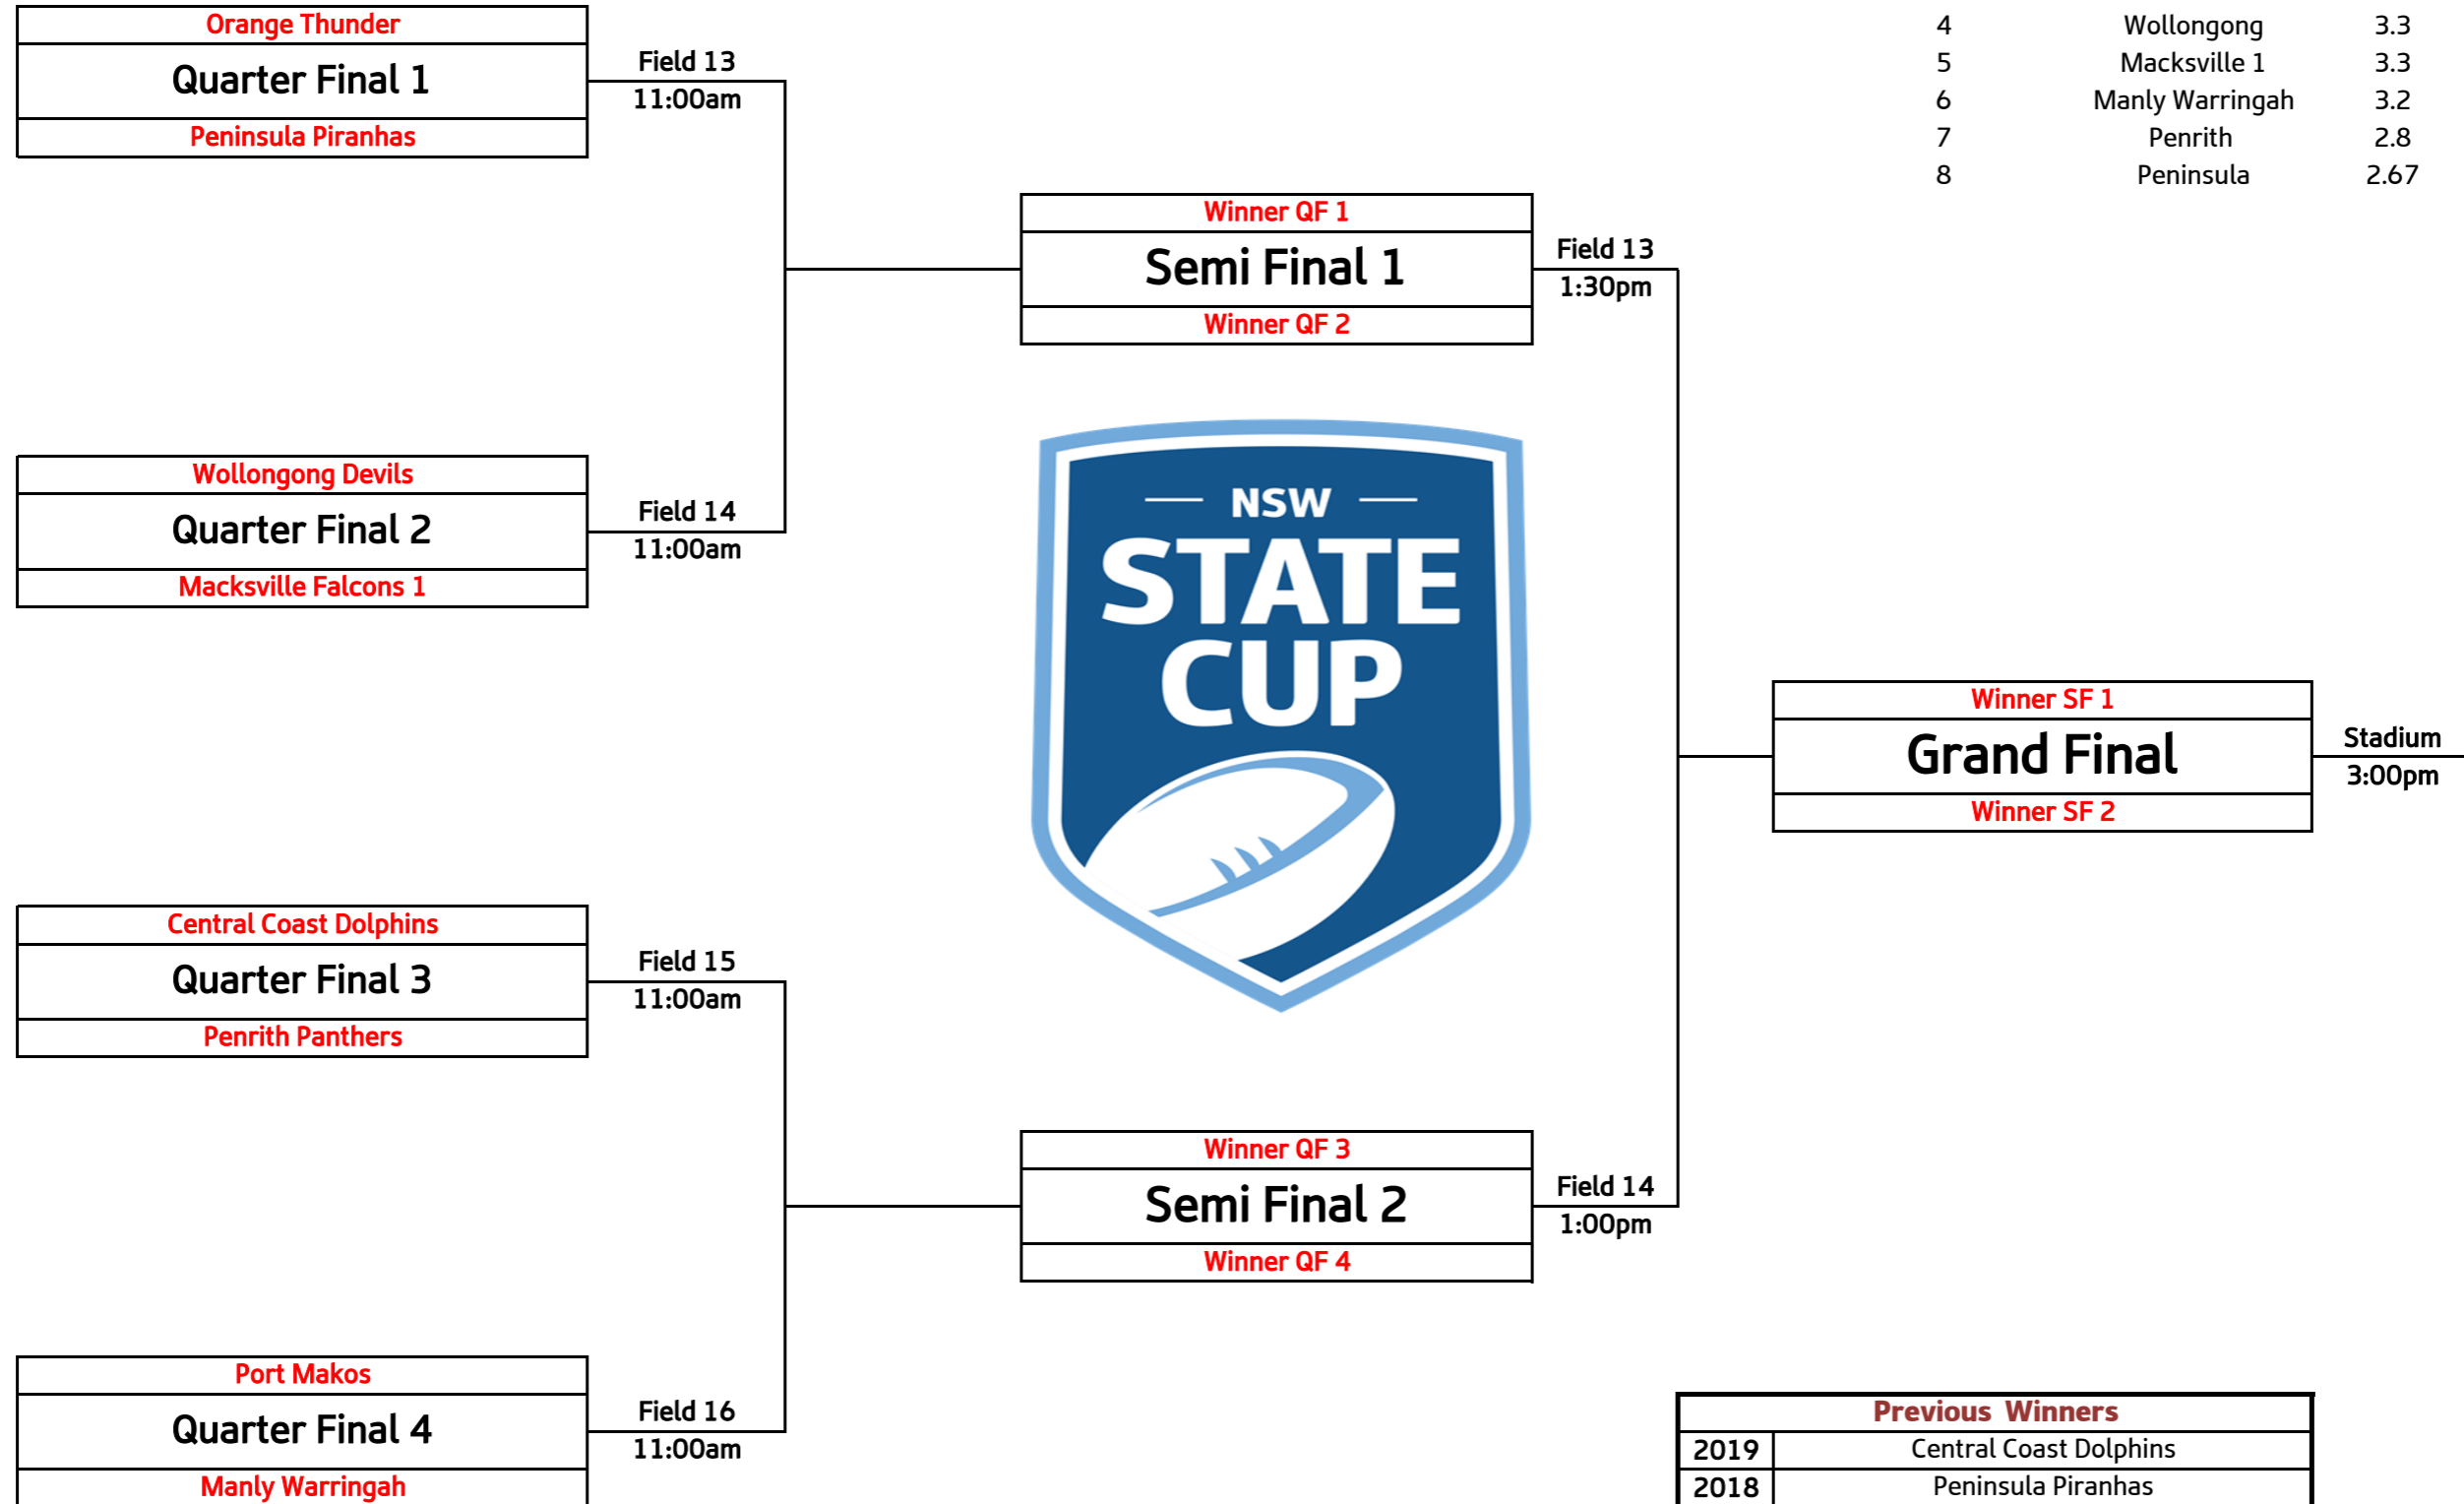 Orange Thunder
Quarter Final 1
Peninsula Piranhas
Field 13
11:00am
4 Wollongong 3.3
5 Macksville 1 3.3
6 Manly Warringah 3.2
7 Penrith 2.8
8 Peninsula 2.67
Winner QF 1
Semi Final 1
Winner QF 2
Field 13
1:30pm
Wollongong Devils
Quarter Final 2
Macksville Falcons 1
Field 14
11:00am
NSW
STATE
CUP
Winner SF 1
Grand Final
Winner SF 2
Stadium
3:00pm
Central Coast Dolphins
Quarter Final 3
Penrith Panthers
Field 15
11:00am
Winner QF 3
Semi Final 2
Winner QF 4
Field 14
1:00pm
Port Makos
Quarter Final 4
Manly Warringah
Field 16
11:00am
Previous Winners
2019 Central Coast Dolphins
2018 Peninsula Piranhas